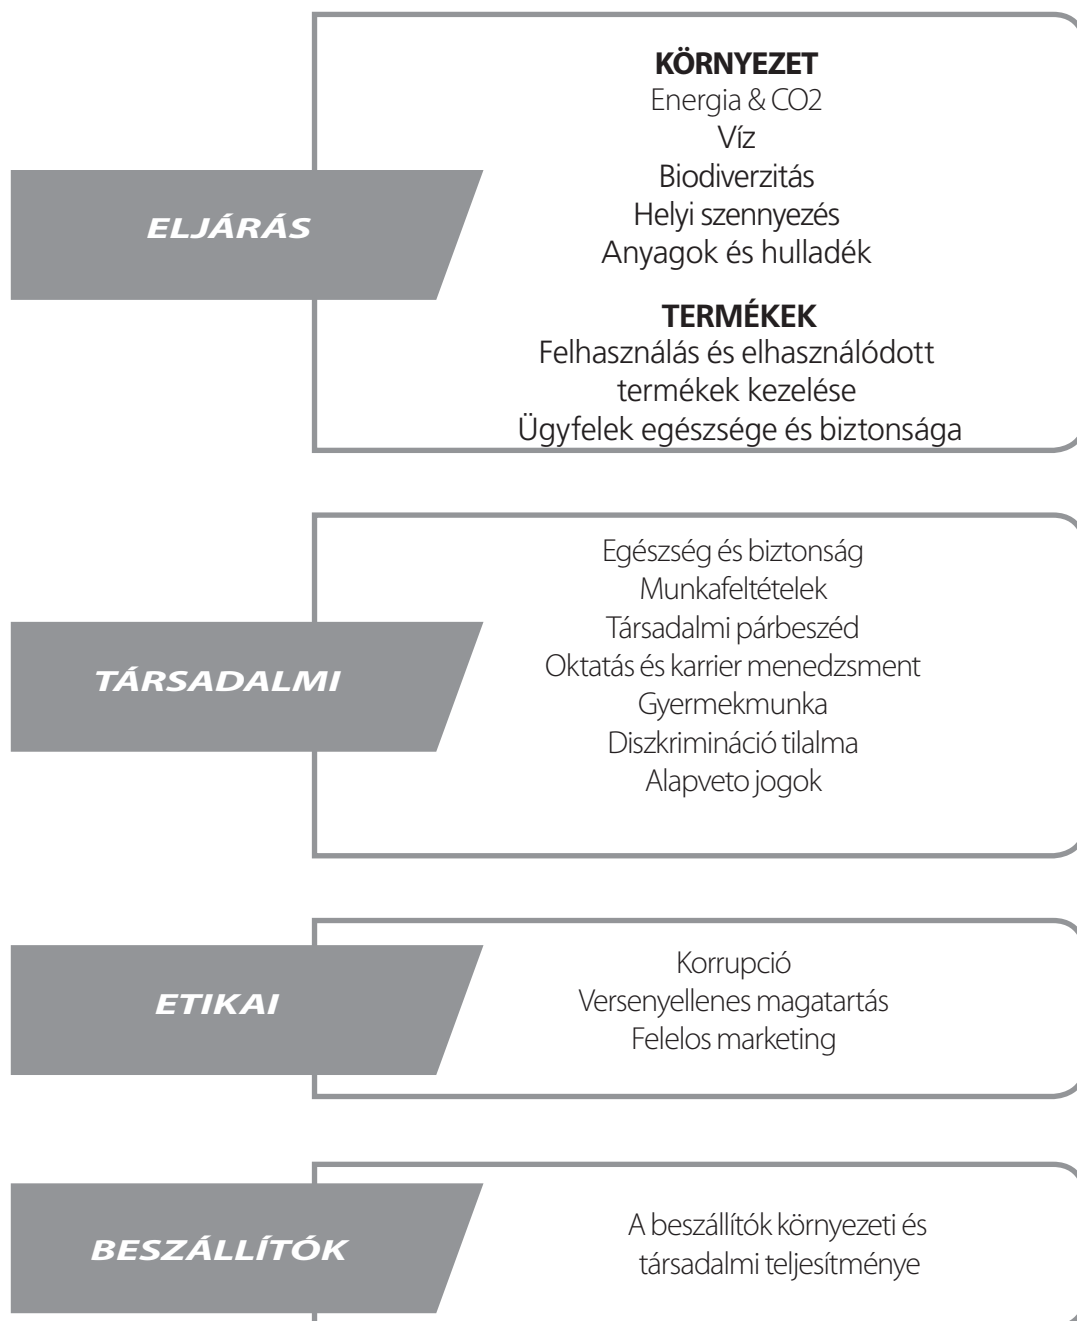 KÖRNYEZET
Energia & CO2
Víz
Biodiverzitás
Helyi szennyezés
Anyagok és hulladék
ELJÁRÁS
TERMÉKEK
Felhasználás és elhasználódott
termékek kezelése
Ügyfelek egészsége és biztonsága
Egészség és biztonság
Munkafeltételek
Társadalmi párbeszéd
Oktatás és karrier menedzsment
Gyermekmunka
Diszkrimináció tilalma
Alapveto jogok
TÁRSADALMI
Korrupció
Versenyellenes magatartás
Felelos marketing
ETIKAI
A beszállítók környezeti és
társadalmi teljesítménye
BESZÁLLÍTÓK